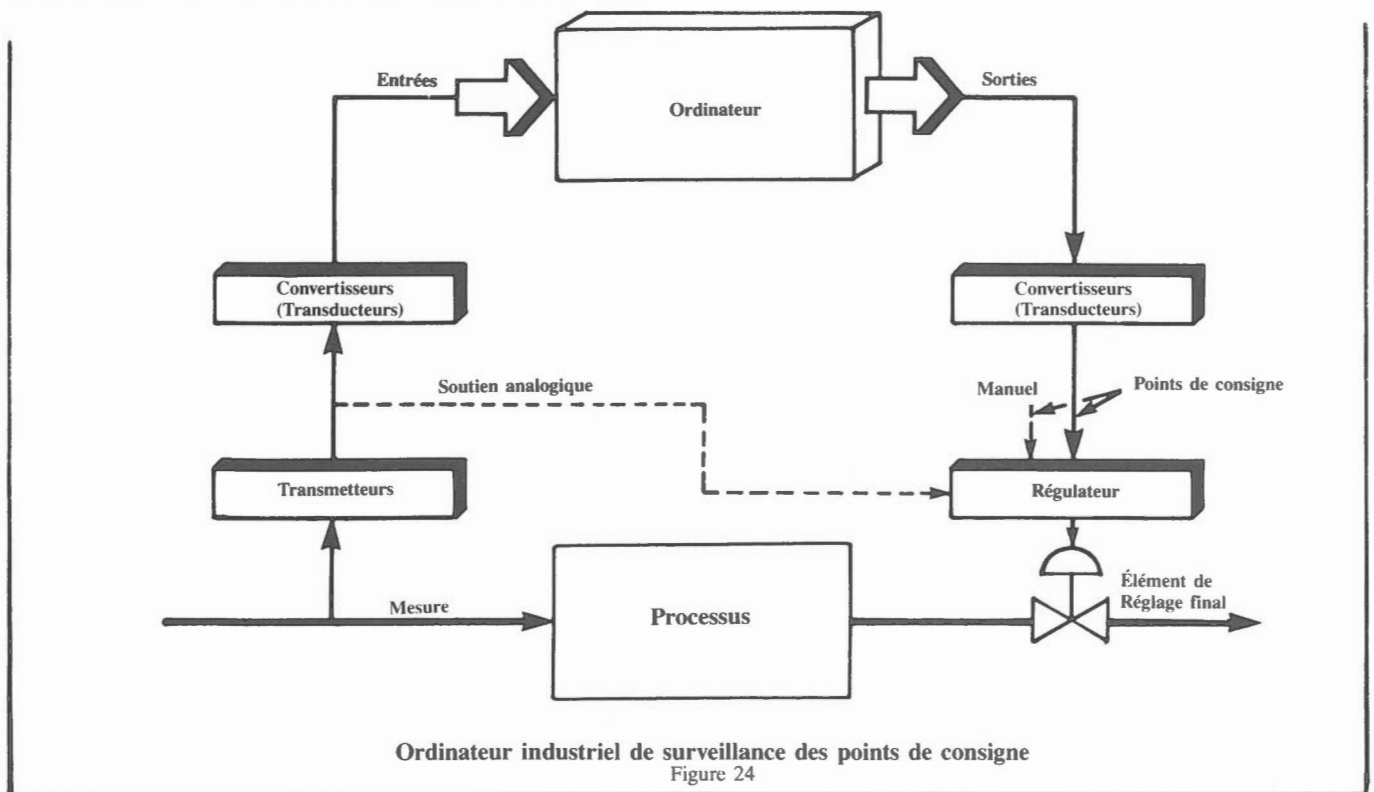 Entrées
Ordinateur
Sorties
Convertisseurs
(Transducteurs)
Convertisseurs
(Transducteurs)
Soutien analogique
Manuel
Points de consigne
Transmetteurs
Régulateur
Mesure
Processus
Élément de
Réglage final
Ordinateur industriel de surveillance des points de consigne
Figure 24